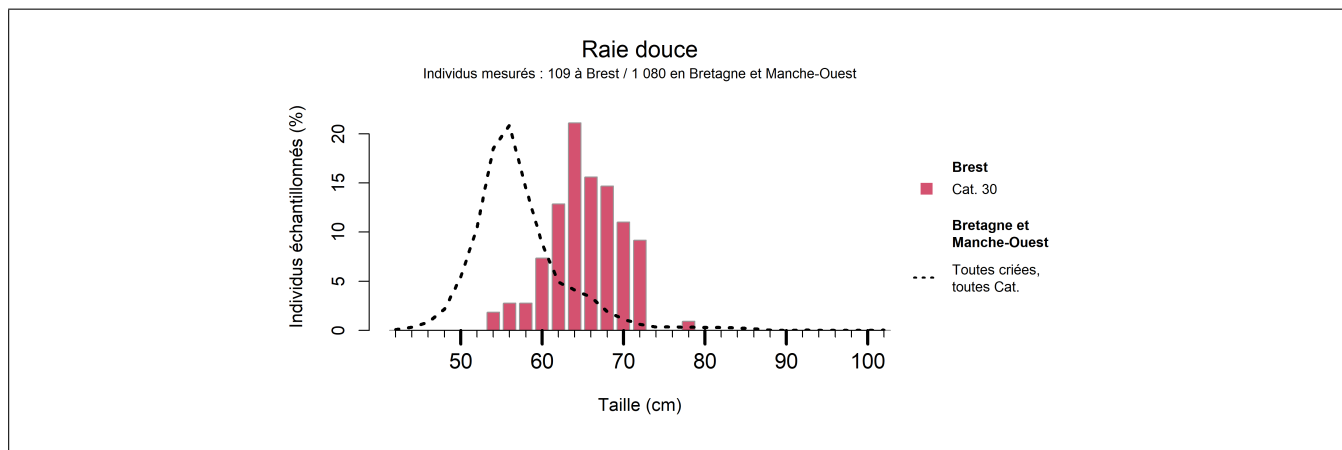 Raie douce
Individus mesurés : 109 à Brest / 1 080 en Bretagne et Manche-Ouest
Individus échantillonnés (%)
20
15
10
5
0
50 60 70 80 90 100
Taille (cm)
Brest
Cat. 30
Bretagne et
Manche-Ouest
Toutes criées,
toutes Cat.